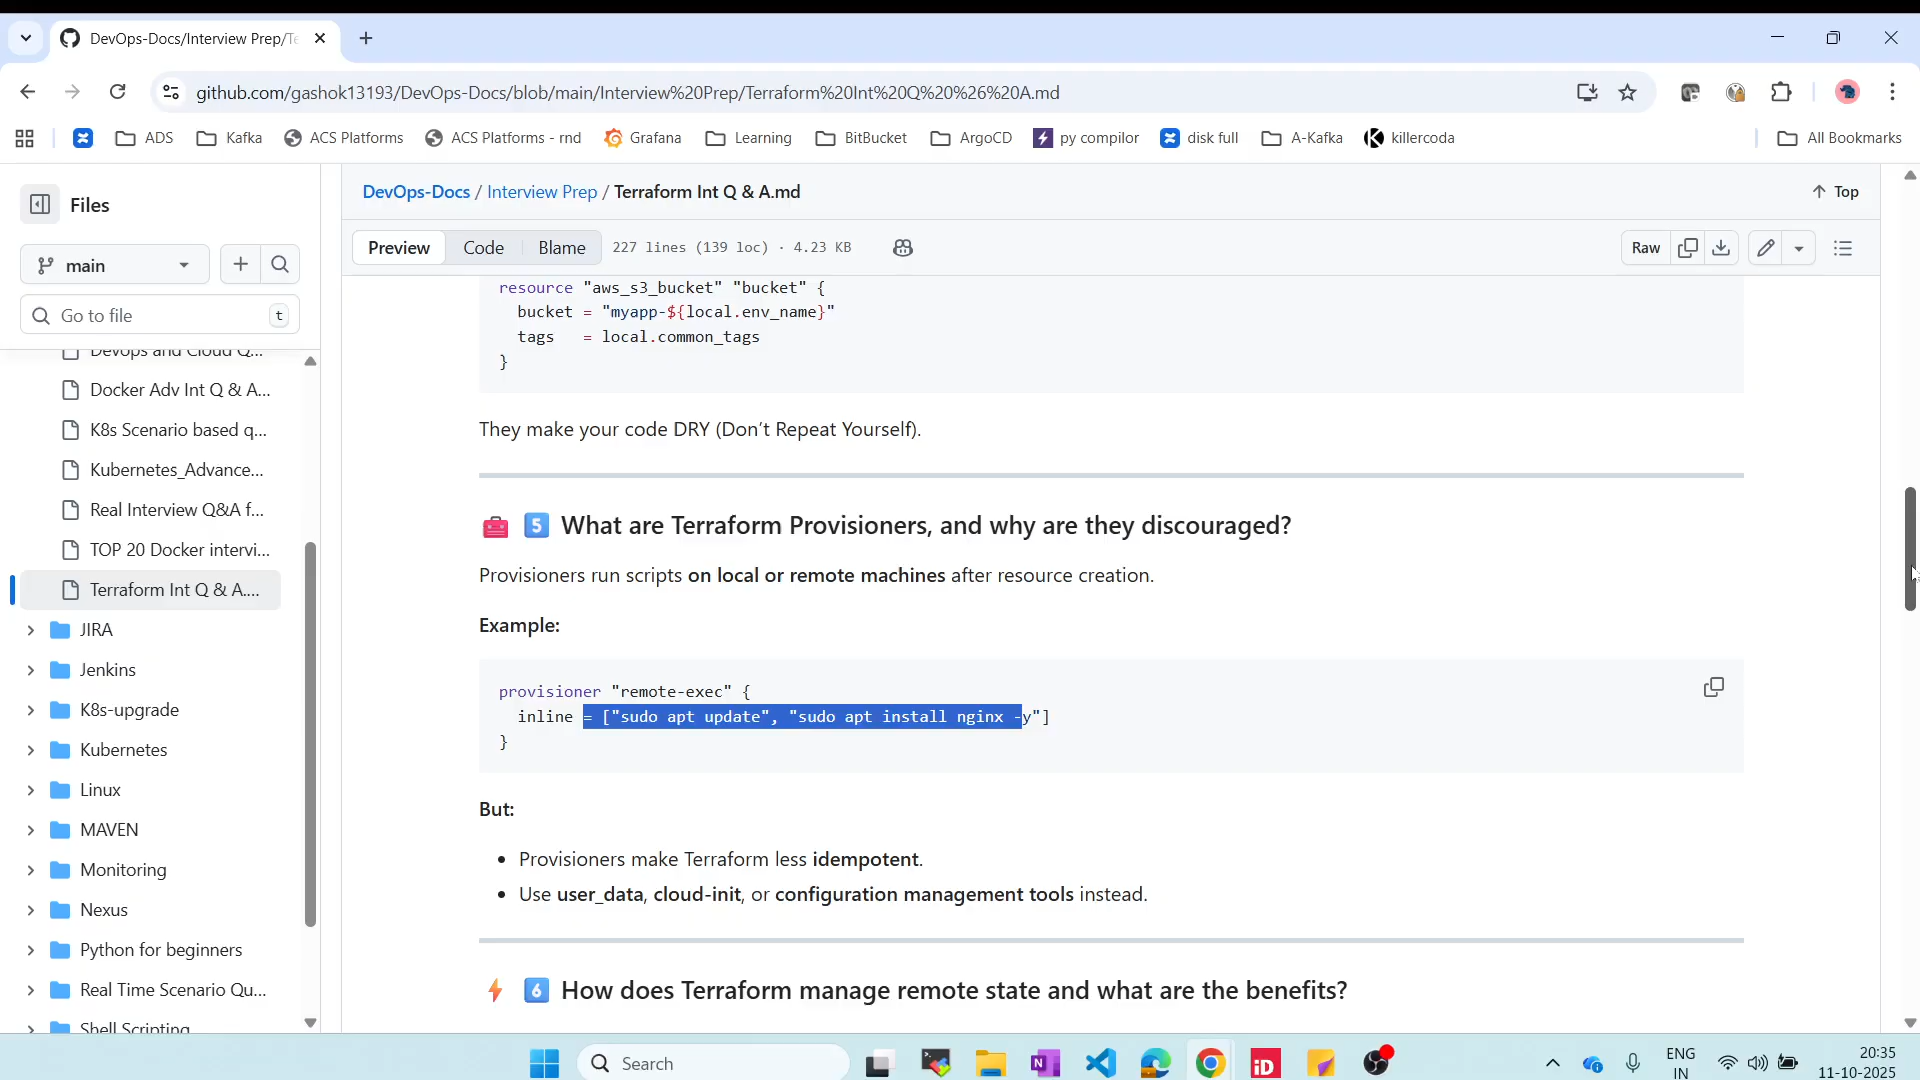 DevOps-Docs/Interview Prep/Te
github.com/gashok13193/DevOps-Docs/blob/main/Interview%20Prep/Terraform%20Int%20Q%20%26%20A.md
ADS
Kafka
ACS Platforms
ACS Platforms - rnd
Grafana
Learning
BitBucket
ArgoCD
py compilor
disk full
A-Kafka
killercoda
All Bookmarks
Files
main
Go to file
t
Devops and Cloud Q...
Docker Adv Int Q & A...
K8s Scenario based q...
Kubernetes_Advance...
Real Interview Q&A f...
TOP 20 Docker intervi...
Terraform Int Q & A....
JIRA
Jenkins
K8s-upgrade
Kubernetes
Linux
MAVEN
Monitoring
Nexus
Python for beginners
Real Time Scenario Qu...
Shell Scripting
DevOps-Docs / Interview Prep / Terraform Int Q & A.md
Top
Preview
Code
Blame
227 lines (139 loc) · 4.23 KB
Raw
resource "aws_s3_bucket" "bucket" {
bucket = "myapp-${local.env_name}"
tags = local.common_tags
}
They make your code DRY (Don’t Repeat Yourself).
5 What are Terraform Provisioners, and why are they discouraged?
Provisioners run scripts on local or remote machines after resource creation.
Example:
provisioner "remote-exec" {
inline = ["sudo apt update", "sudo apt install nginx -y"]
}
But:
Provisioners make Terraform less idempotent.
Use user_data, cloud-init, or configuration management tools instead.
6 How does Terraform manage remote state and what are the benefits?
Search
iD
ENG
IN
20:35
11-10-2025